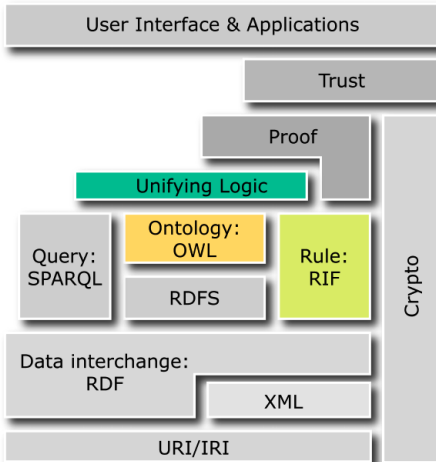 User Interface & Applications
Trust
Proof
Unifying Logic
Query:
SPARQL
Ontology:
OWL
Rule:
RIF
RDFS
Crypto
Data interchange:
RDF
XML
URI/IRI